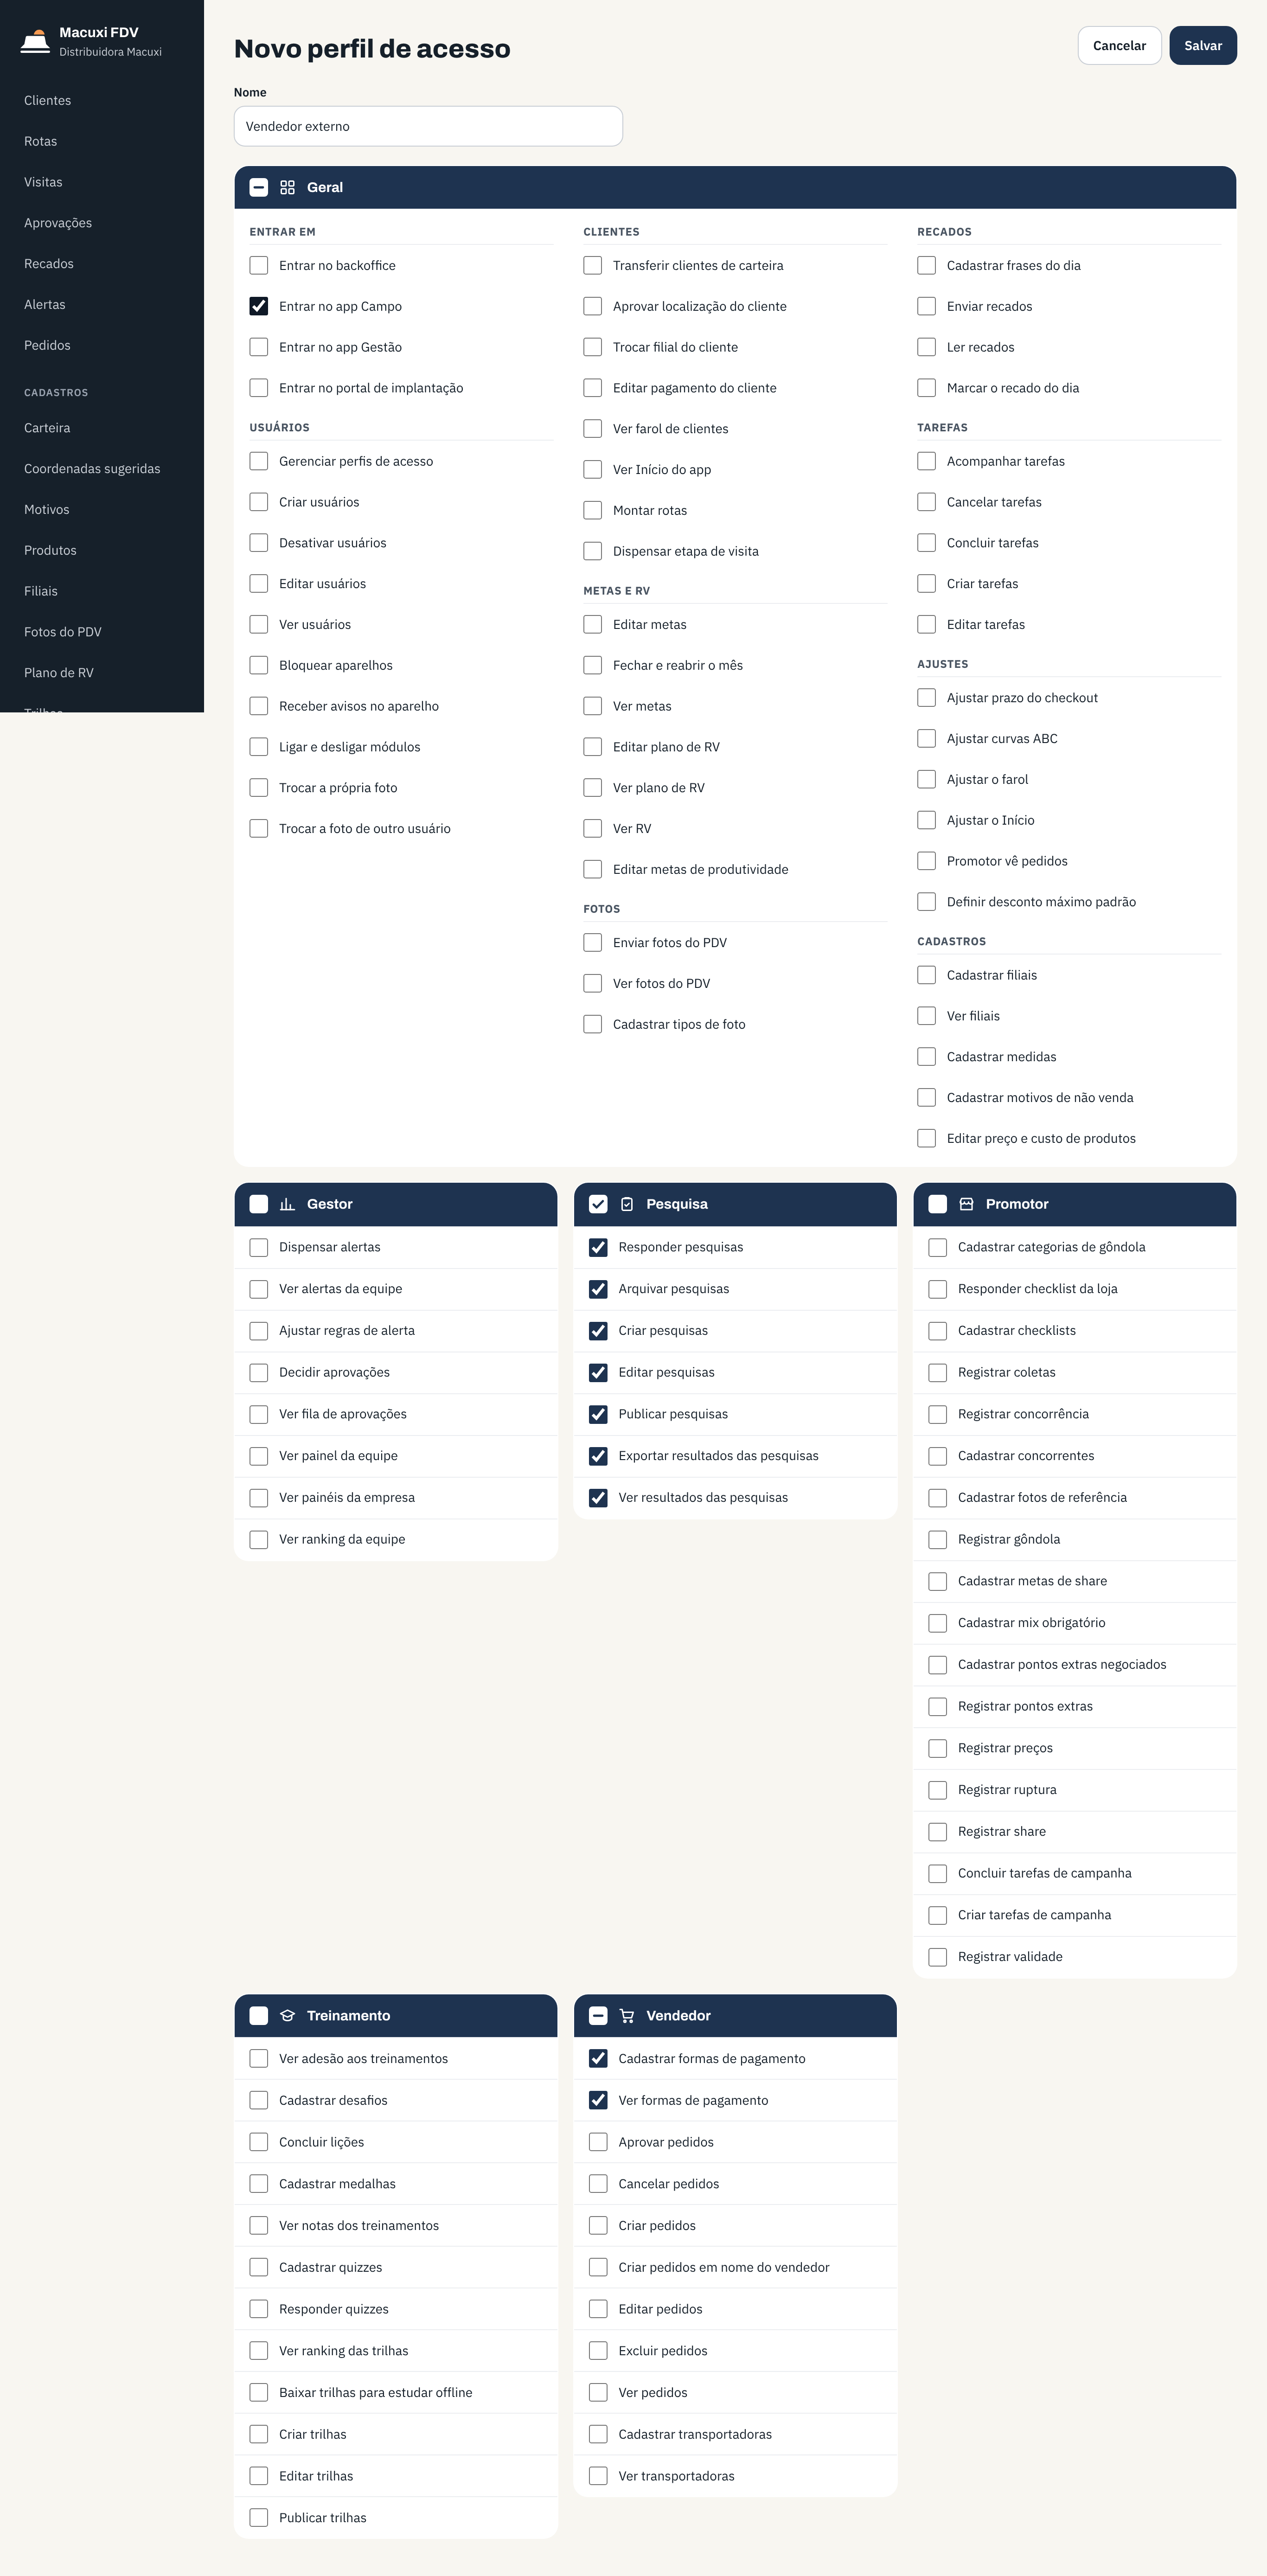 Macuxi FDV
Distribuidora Macuxi
Clientes
Rotas
Visitas
Aprovações
Recados
Alertas
Pedidos
CADASTROS
Carteira
Coordenadas sugeridas
Motivos
Produtos
Filiais
Fotos do PDV
Plano de RV
Novo perfil de acesso
Cancelar
Salvar
Nome
Vendedor externo
Geral
ENTRAR EM
Entrar no backoffice
Entrar no app Campo
Entrar no app Gestão
Entrar no portal de implantação
USUÁRIOS
Gerenciar perfis de acesso
Criar usuários
Desativar usuários
Editar usuários
Ver usuários
Bloquear aparelhos
Receber avisos no aparelho
Ligar e desligar módulos
Trocar a própria foto
Trocar a foto de outro usuário
CLIENTES
Transferir clientes de carteira
Aprovar localização do cliente
Trocar filial do cliente
Editar pagamento do cliente
Ver farol de clientes
Ver Início do app
Montar rotas
Dispensar etapa de visita
METAS E RV
Editar metas
Fechar e reabrir o mês
Ver metas
Editar plano de RV
Ver plano de RV
Ver RV
Editar metas de produtividade
FOTOS
Enviar fotos do PDV
Ver fotos do PDV
Cadastrar tipos de foto
RECADOS
Cadastrar frases do dia
Enviar recados
Ler recados
Marcar o recado do dia
TAREFAS
Acompanhar tarefas
Cancelar tarefas
Concluir tarefas
Criar tarefas
Editar tarefas
AJUSTES
Ajustar prazo do checkout
Ajustar curvas ABC
Ajustar o farol
Ajustar o Início
Promotor vê pedidos
Definir desconto máximo padrão
CADASTROS
Cadastrar filiais
Ver filiais
Cadastrar medidas
Cadastrar motivos de não venda
Editar preço e custo de produtos
Gestor
Dispensar alertas
Ver alertas da equipe
Ajustar regras de alerta
Decidir aprovações
Ver fila de aprovações
Ver painel da equipe
Ver painéis da empresa
Ver ranking da equipe
Pesquisa
Responder pesquisas
Arquivar pesquisas
Criar pesquisas
Editar pesquisas
Publicar pesquisas
Exportar resultados das pesquisas
Ver resultados das pesquisas
Promotor
Cadastrar categorias de gôndola
Responder checklist da loja
Cadastrar checklists
Registrar coletas
Registrar concorrência
Cadastrar concorrentes
Cadastrar fotos de referência
Registrar gôndola
Cadastrar metas de share
Cadastrar mix obrigatório
Cadastrar pontos extras negociados
Registrar pontos extras
Registrar preços
Registrar ruptura
Registrar share
Concluir tarefas de campanha
Criar tarefas de campanha
Registrar validade
Treinamento
Ver adesão aos treinamentos
Cadastrar desafios
Concluir lições
Cadastrar medalhas
Ver notas dos treinamentos
Cadastrar quizzes
Responder quizzes
Ver ranking das trilhas
Baixar trilhas para estudar offline
Criar trilhas
Editar trilhas
Publicar trilhas
Vendedor
Cadastrar formas de pagamento
Ver formas de pagamento
Aprovar pedidos
Cancelar pedidos
Criar pedidos
Criar pedidos em nome do vendedor
Editar pedidos
Excluir pedidos
Ver pedidos
Cadastrar transportadoras
Ver transportadoras